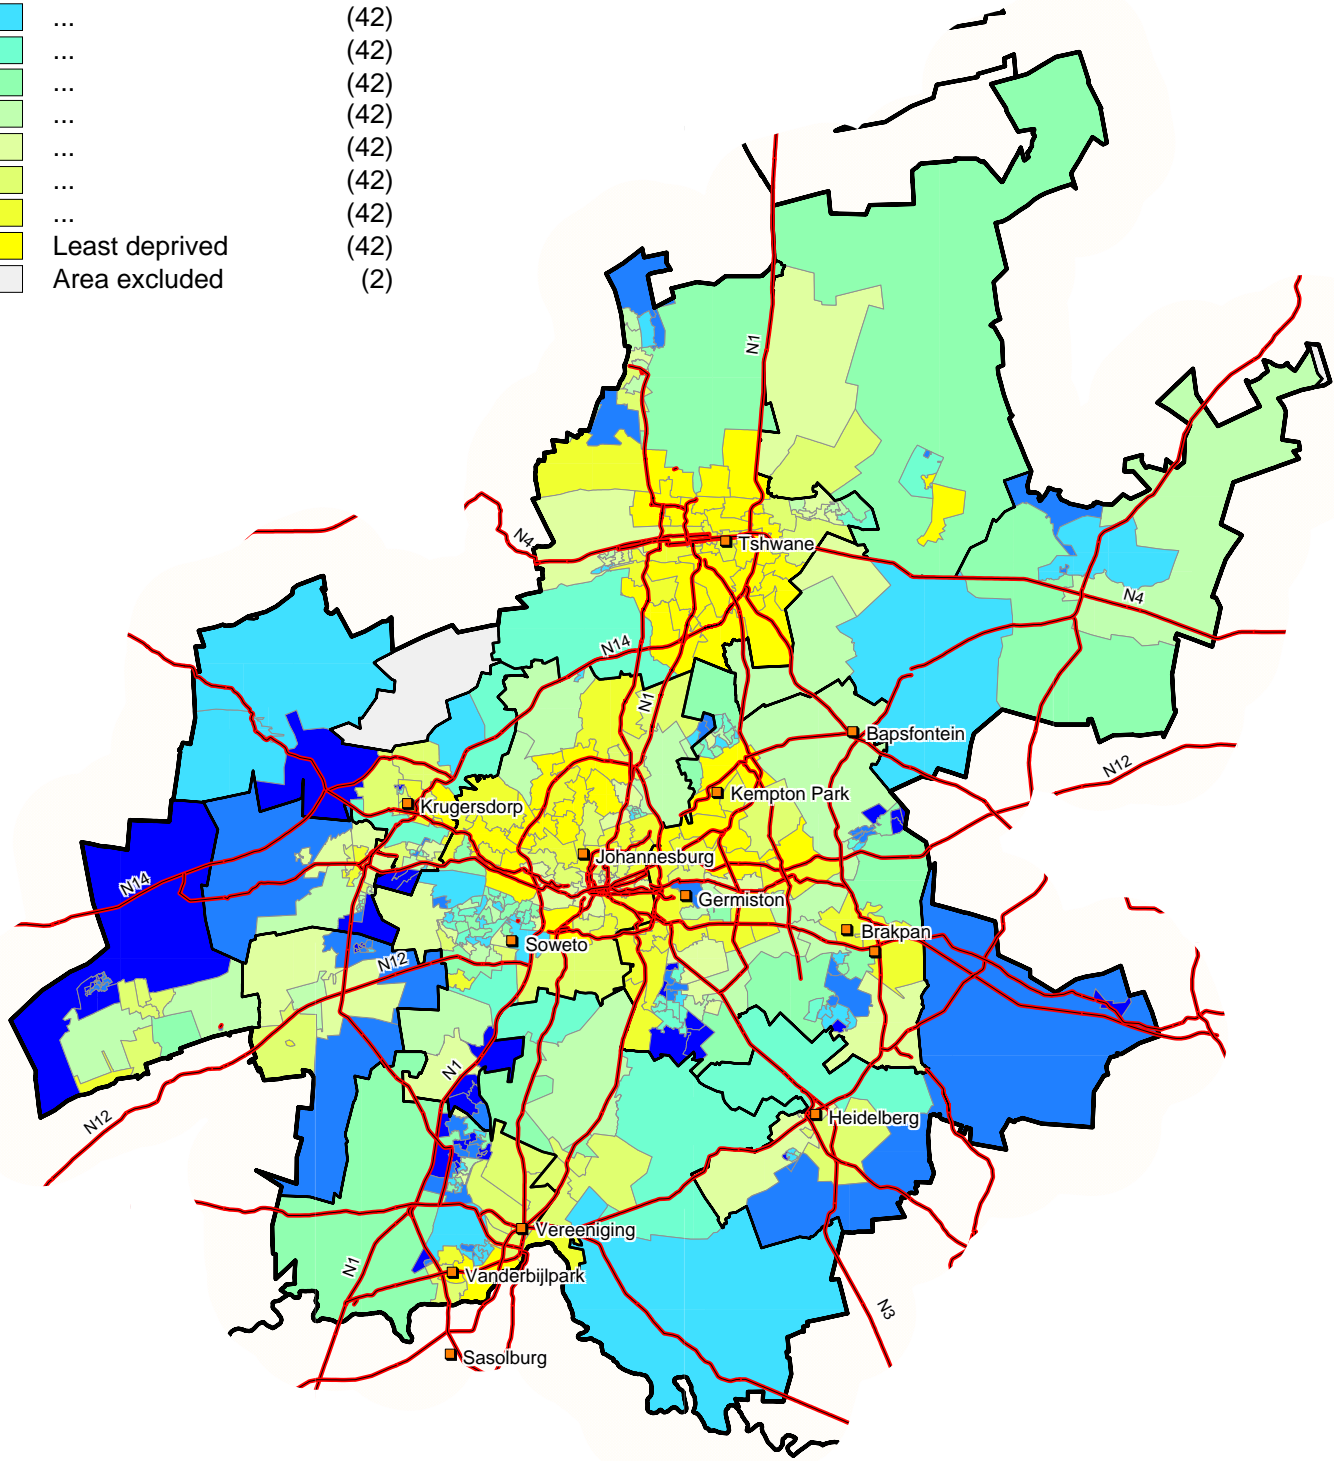 ... (42)
... (42)
... (42)
... (42)
... (42)
... (42)
... (42)
Least deprived (42)
Area excluded (2)
N1
N4
Tshwane
N4
N14
N1
Bapsfontein
N12
Kempton Park
Krugersdorp
Johannesburg
N14
Germiston
Brakpan
Soweto
N12
N1
N12
Heidelberg
Vereeniging
N1
Vanderbijlpark
N3
Sasolburg